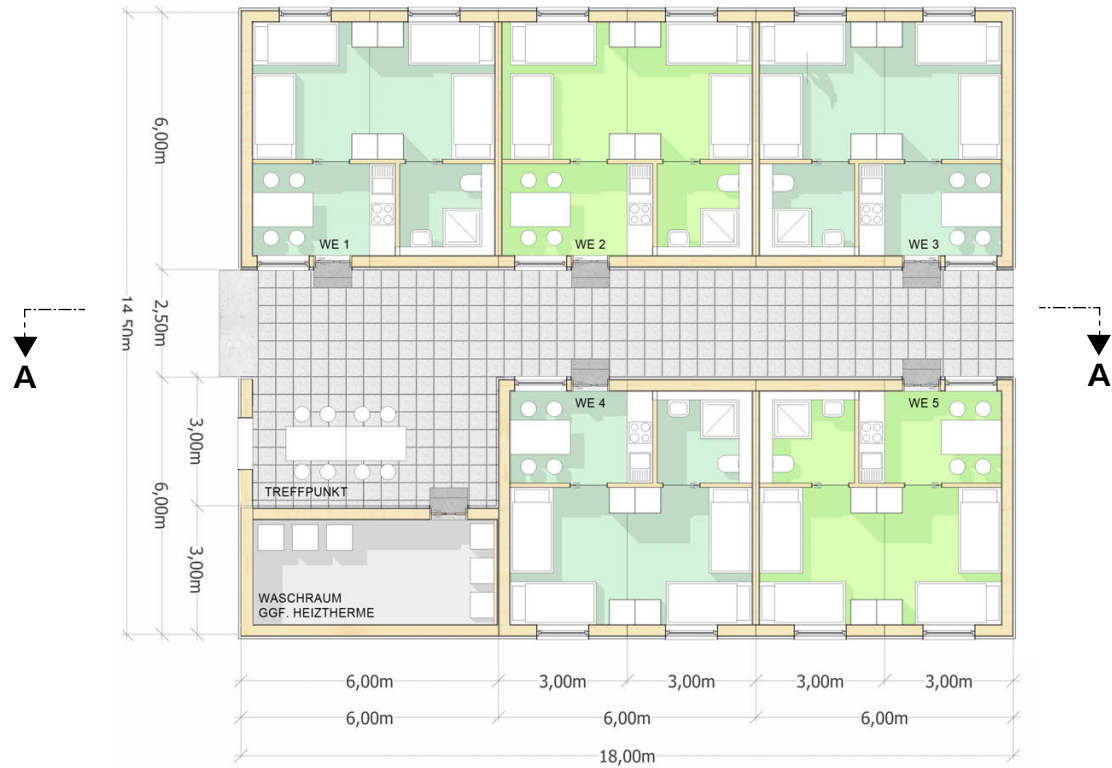 6,00m
WE 1
WE 2
WE 3
14,50m
2,50m
A
A
3,00m
WE 4
WE 5
TREFFPUNKT
6,00m
3,00m
WASCHRAUM
GGF. HEIZTHERME
6,00m
3,00m
3,00m
3,00m
3,00m
6,00m
6,00m
6,00m
18,00m